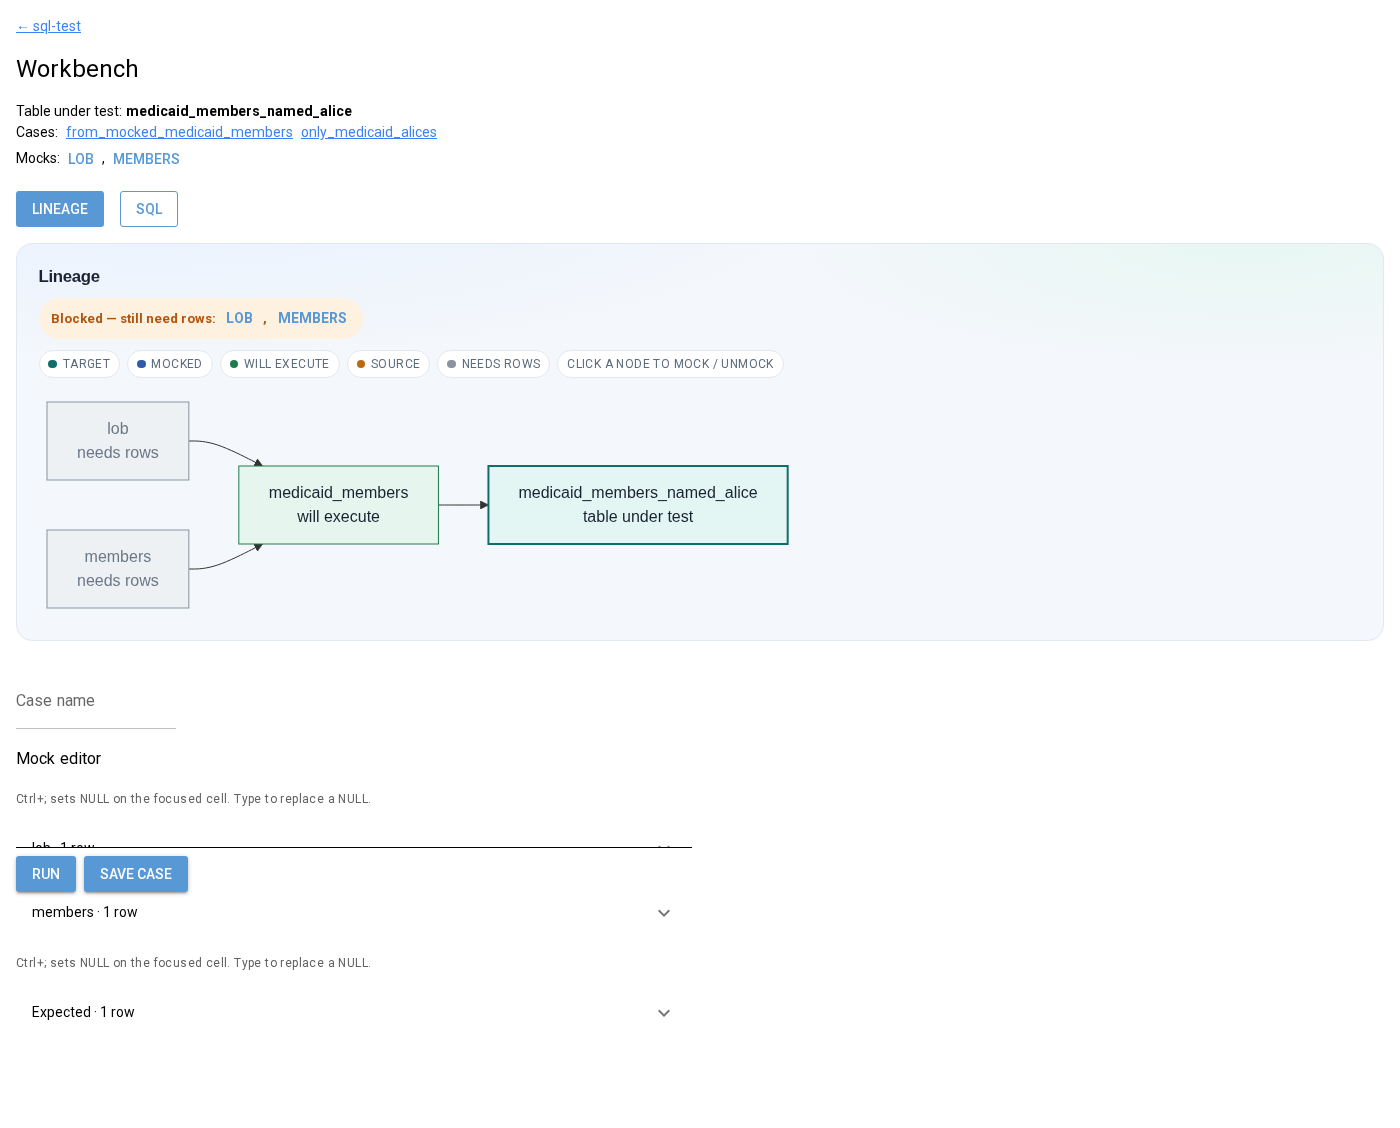 ← sql-test
Workbench
Table under test: medicaid_members_named_alice
Cases: from_mocked_medicaid_members only_medicaid_alices
Mocks: LOB , MEMBERS
LINEAGE SQL
Lineage
Blocked — still need rows: LOB , MEMBERS
TARGET MOCKED WILL EXECUTE SOURCE NEEDS ROWS CLICK A NODE TO MOCK / UNMOCK
lob
needs rows
medicaid_members
will execute
medicaid_members_named_alice
table under test
members
needs rows
Case name
Mock editor
Ctrl+; sets NULL on the focused cell. Type to replace a NULL.
lob · 1 row
RUN SAVE CASE
members · 1 row
Ctrl+; sets NULL on the focused cell. Type to replace a NULL.
Expected · 1 row